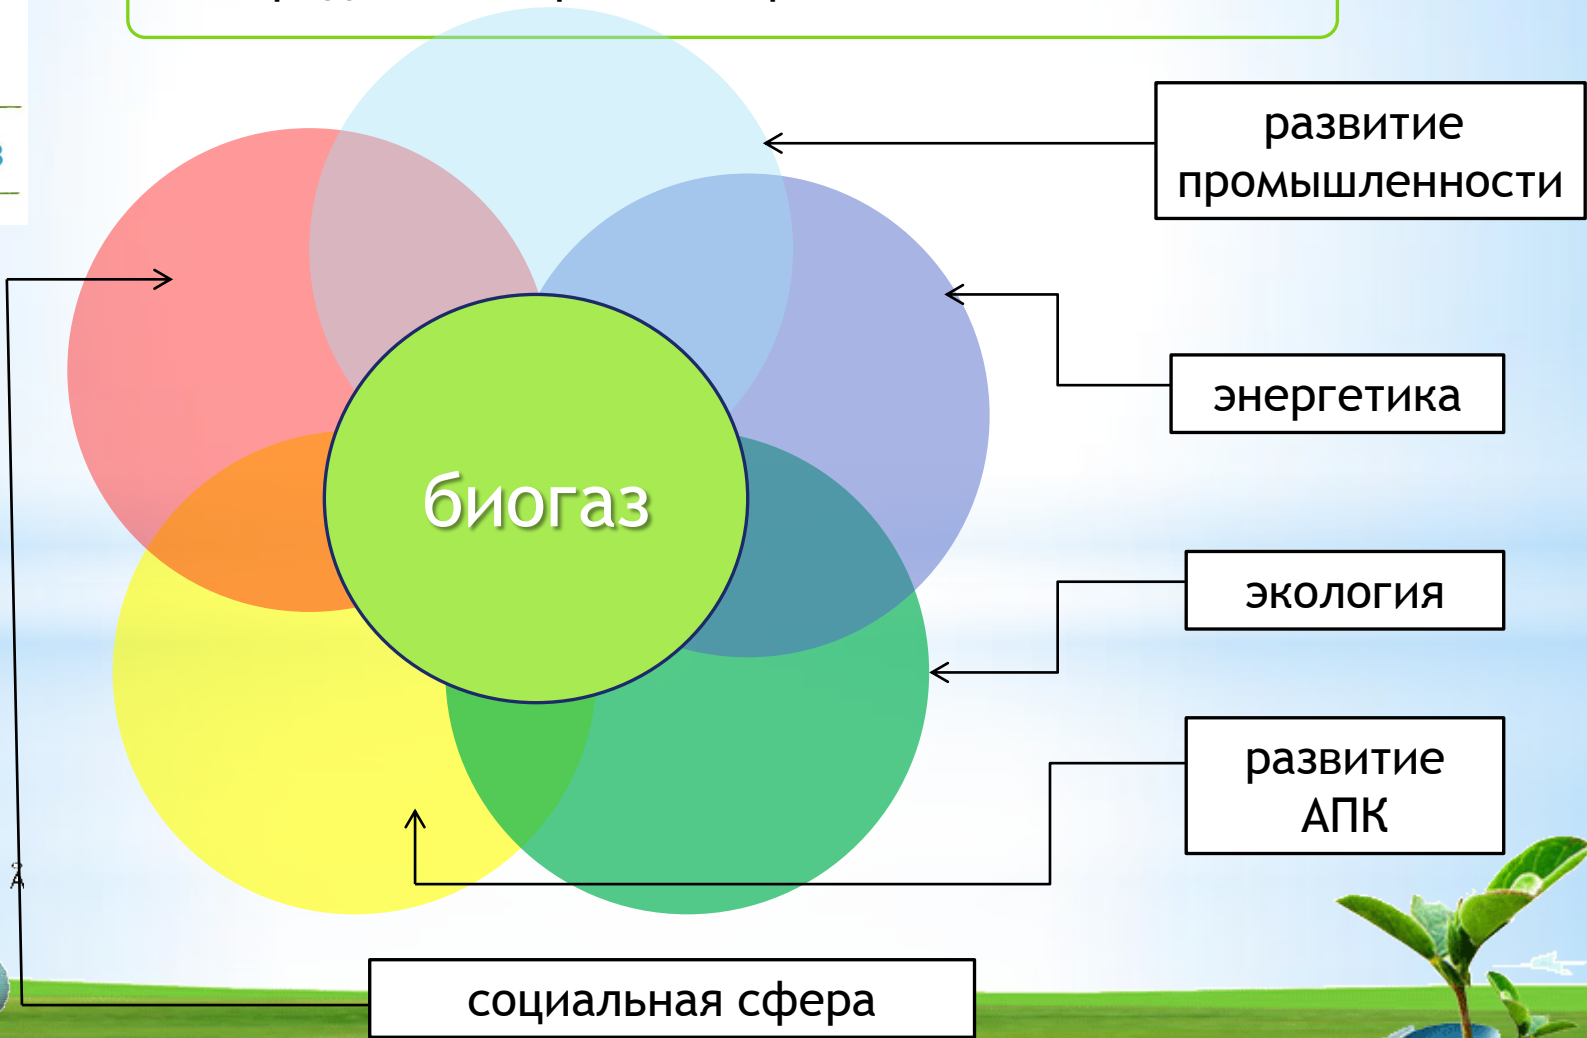 развитие
промышленности
энергетика
биогаз
экология
развитие
АПК
социальная сфера